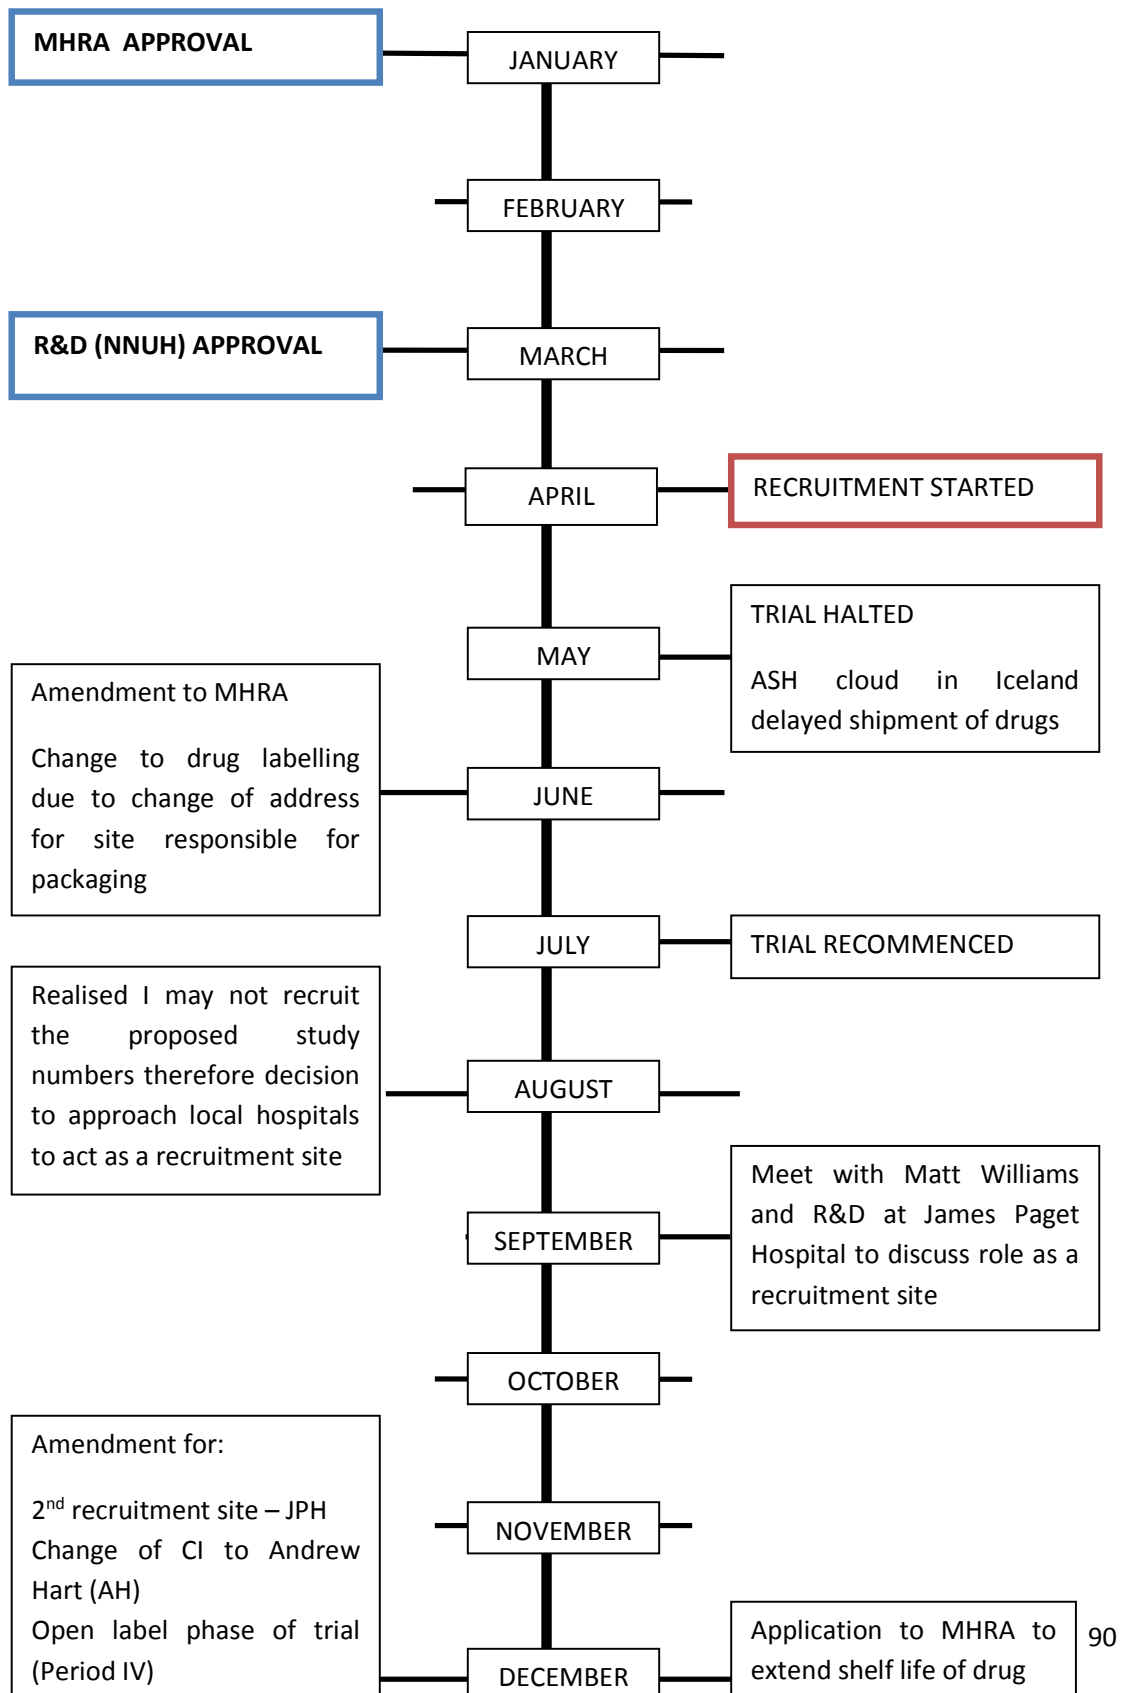 MHRA APPROVAL
JANUARY
FEBRUARY
R&D (NNUH) APPROVAL
MARCH
APRIL
RECRUITMENT STARTED
MAY
TRIAL HALTED
ASH cloud in Iceland
delayed shipment of drugs
Amendment to MHRA
Change to drug labelling
due to change of address
for site responsible for
packaging
JUNE
JULY
TRIAL RECOMMENCED
Realised I may not recruit
the proposed study
numbers therefore decision
to approach local hospitals
to act as a recruitment site
AUGUST
SEPTEMBER
Meet with Matt Williams
and R&D at James Paget
Hospital to discuss role as a
recruitment site
OCTOBER
NOVEMBER
Amendment for:
2nd recruitment site – JPH
Change of CI to Andrew
Hart (AH)
Open label phase of trial
(Period IV)
DECEMBER
Application to MHRA to
extend shelf life of drug
90